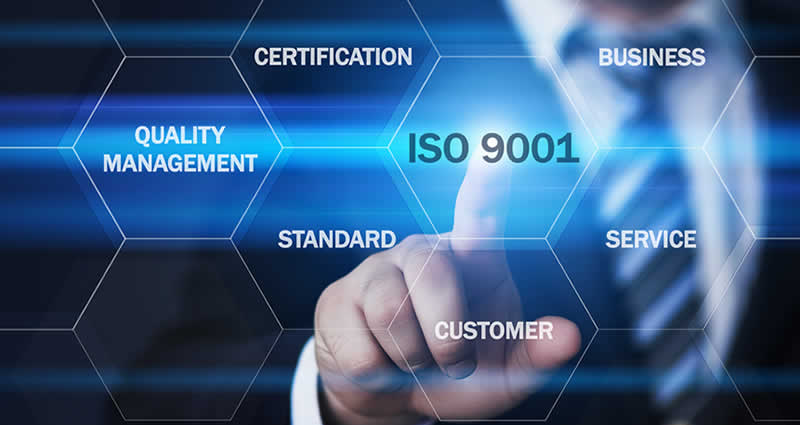 CERTIFICATION
BUSINESS
QUALITY
MANAGEMENT
ISO 9001
STANDARD
SERVICE
CUSTOMER